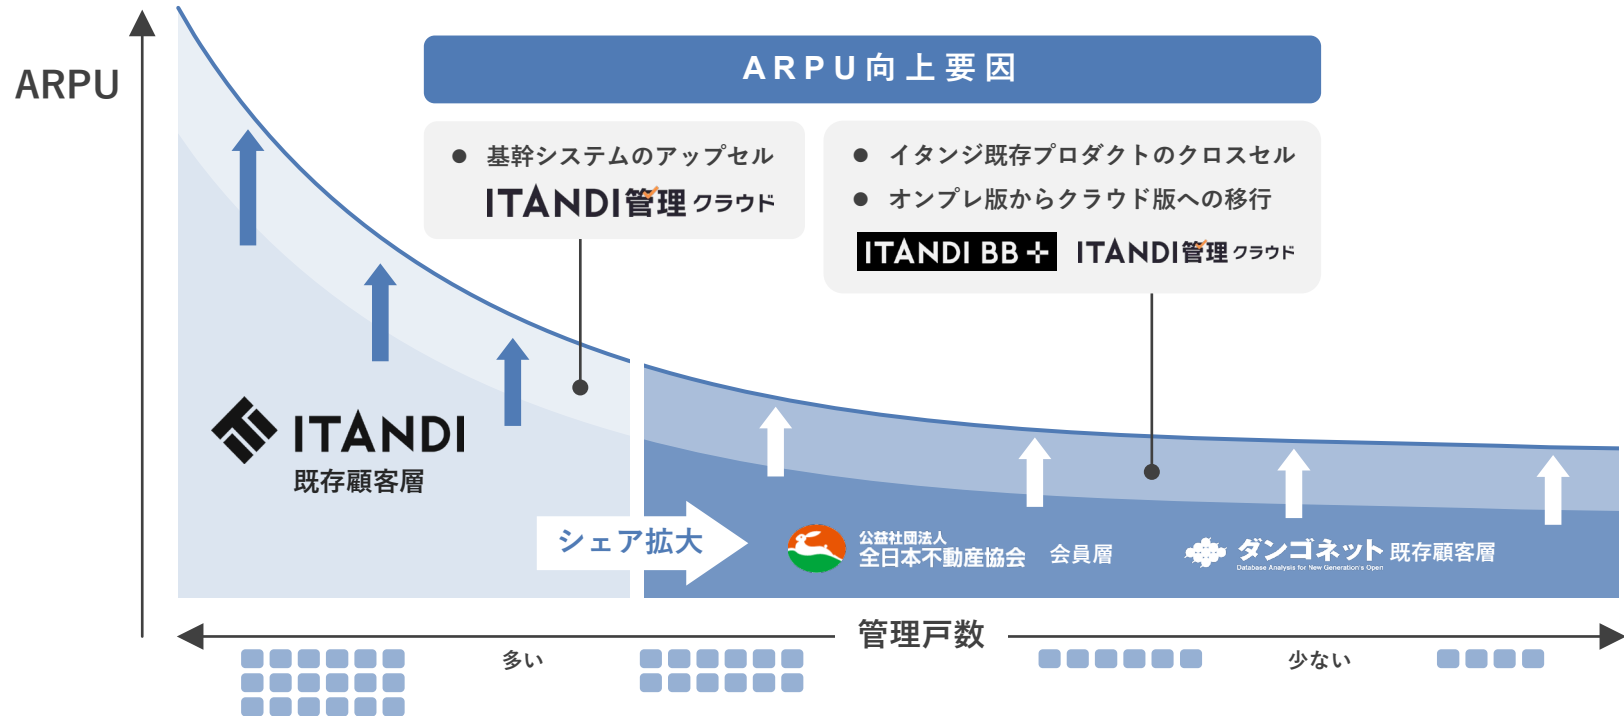 ARPU
ARPU向上要因
● 基幹システムのアップセル
ITANDI管理クラウド
● イタンジ既存プロダクトのクロスセル
● オンプレ版からクラウド版への移行
ITANDI BB +
ITANDI管理クラウド
ITANDI
既存顧客層
シェア拡大
公益社団法人
全日本不動産協会 会員層
ダンゴネット 既存顧客層
Database Analysis for New Generation's Open
管理戸数
多い
少ない